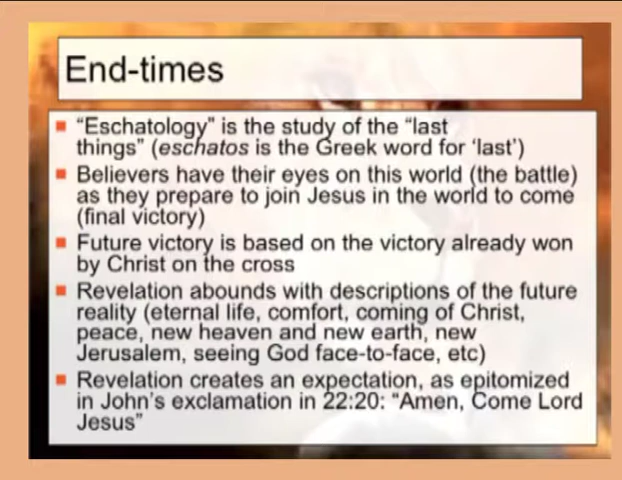 End-times
"Eschatology" is the study of the "last
things" (eschatos is the Greek word for 'last')
Believers have their eyes on this world (the battle)
as they prepare to join Jesus in the world to come
(final victory)
Future victory is based on the victory already won
by Christ on the cross
Revelation abounds with descriptions of the future
reality (eternal life, comfort, coming of Christ,
peace, new heaven and new earth, new
Jerusalem, seeing God face-to-face, etc)
Revelation creates an expectation, as epitomized
in John's exclamation in 22:20: "Amen, Come Lord
Jesus"